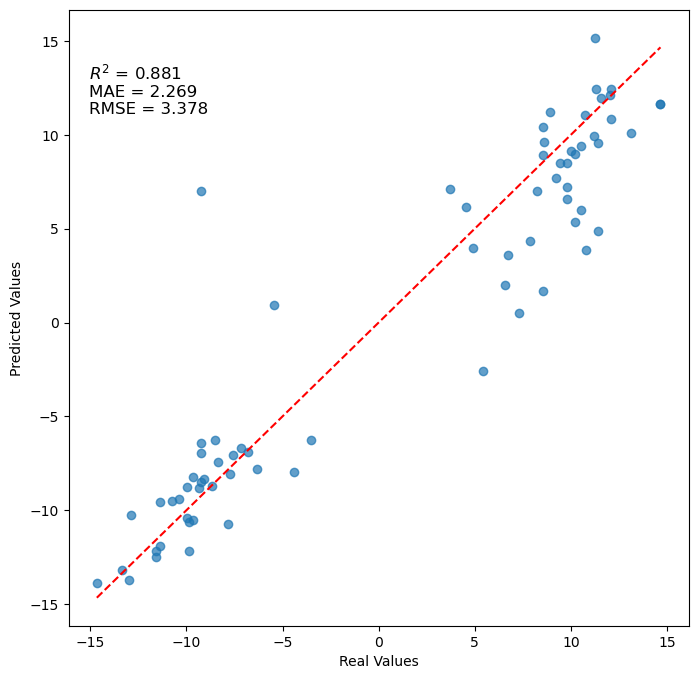 R² = 0.881
MAE = 2.269
RMSE = 3.378
15
10
5
0
−5
−10
−15
Predicted Values
−15 −10 −5 0 5 10 15
Real Values